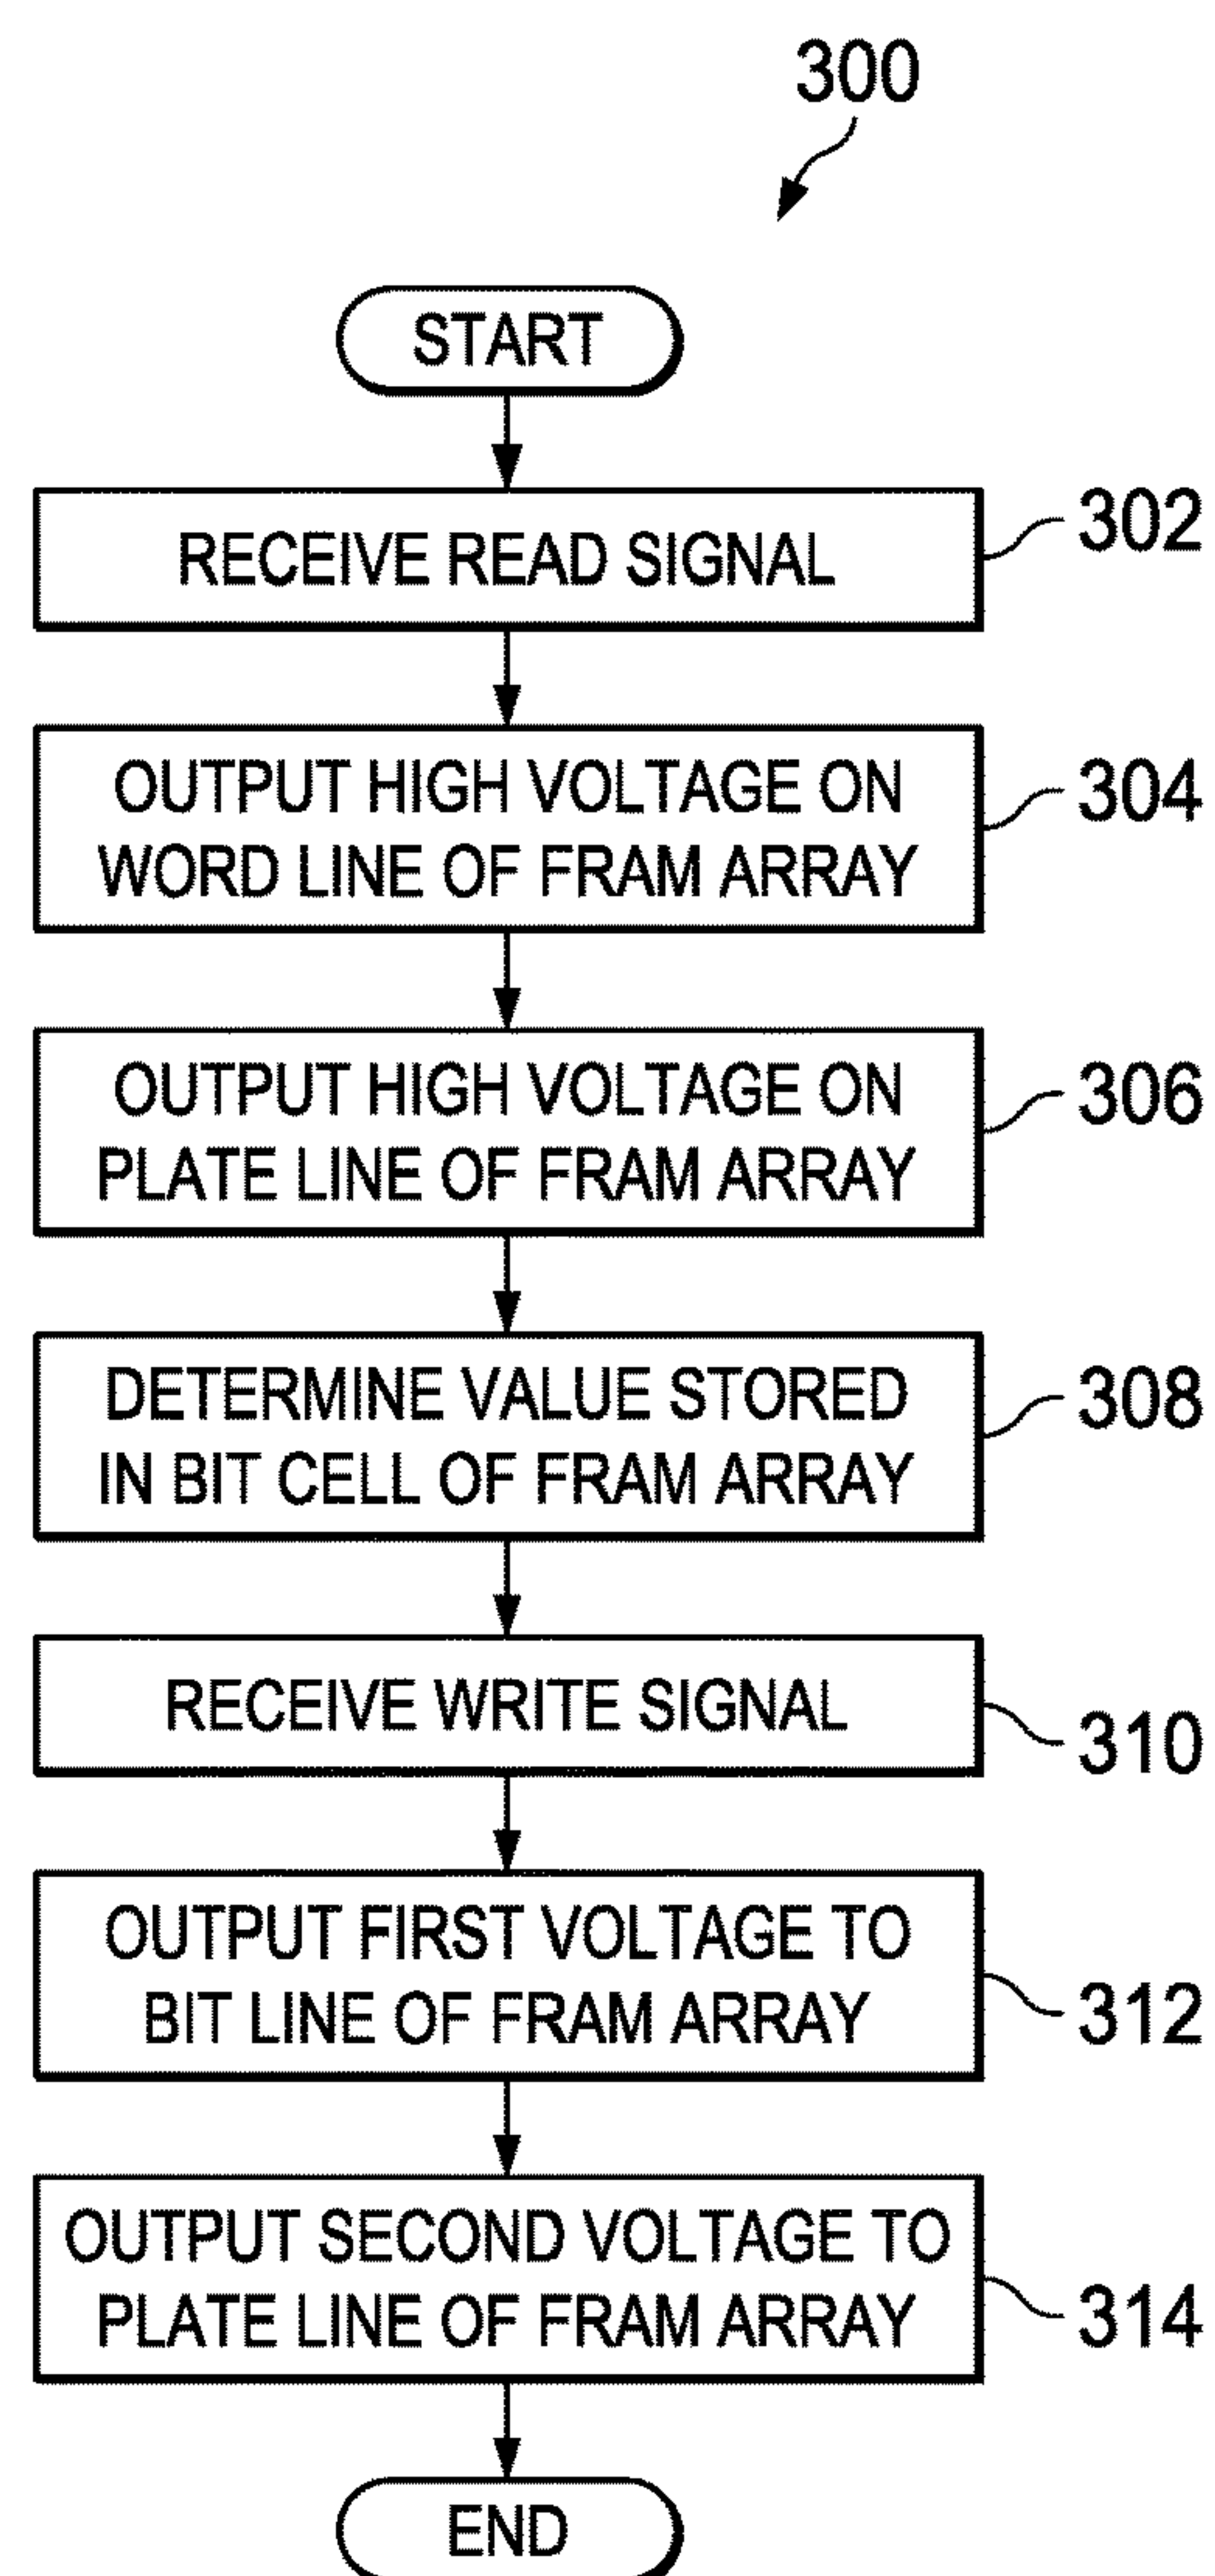 300
START
RECEIVE READ SIGNAL
302
OUTPUT HIGH VOLTAGE ON
WORD LINE OF FRAM ARRAY
304
OUTPUT HIGH VOLTAGE ON
PLATE LINE OF FRAM ARRAY
306
DETERMINE VALUE STORED
IN BIT CELL OF FRAM ARRAY
308
RECEIVE WRITE SIGNAL
310
OUTPUT FIRST VOLTAGE TO
BIT LINE OF FRAM ARRAY
312
OUTPUT SECOND VOLTAGE TO
PLATE LINE OF FRAM ARRAY
314
END